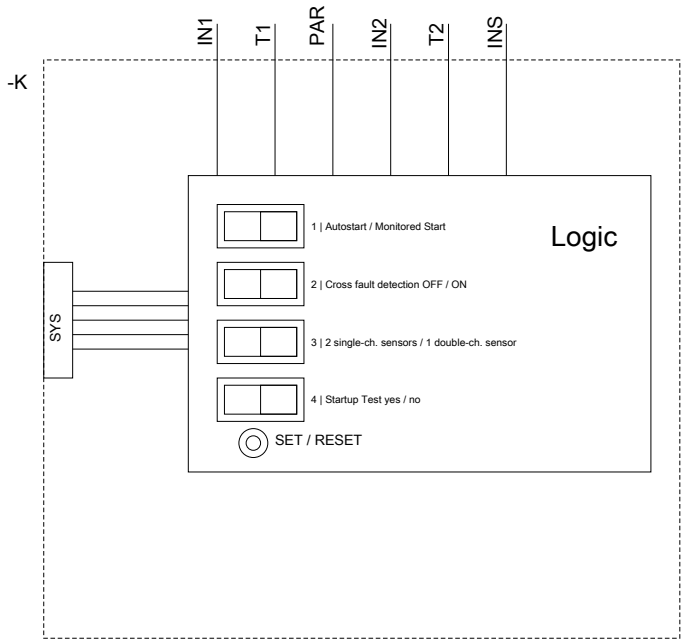 IN1
T1
PAR
IN2
T2
INS
-K
Logic
1 | Autostart / Monitored Start
2 | Cross fault detection OFF / ON
SYS
3 | 2 single-ch. sensors / 1 double-ch. sensor
4 | Startup Test yes / no
SET / RESET